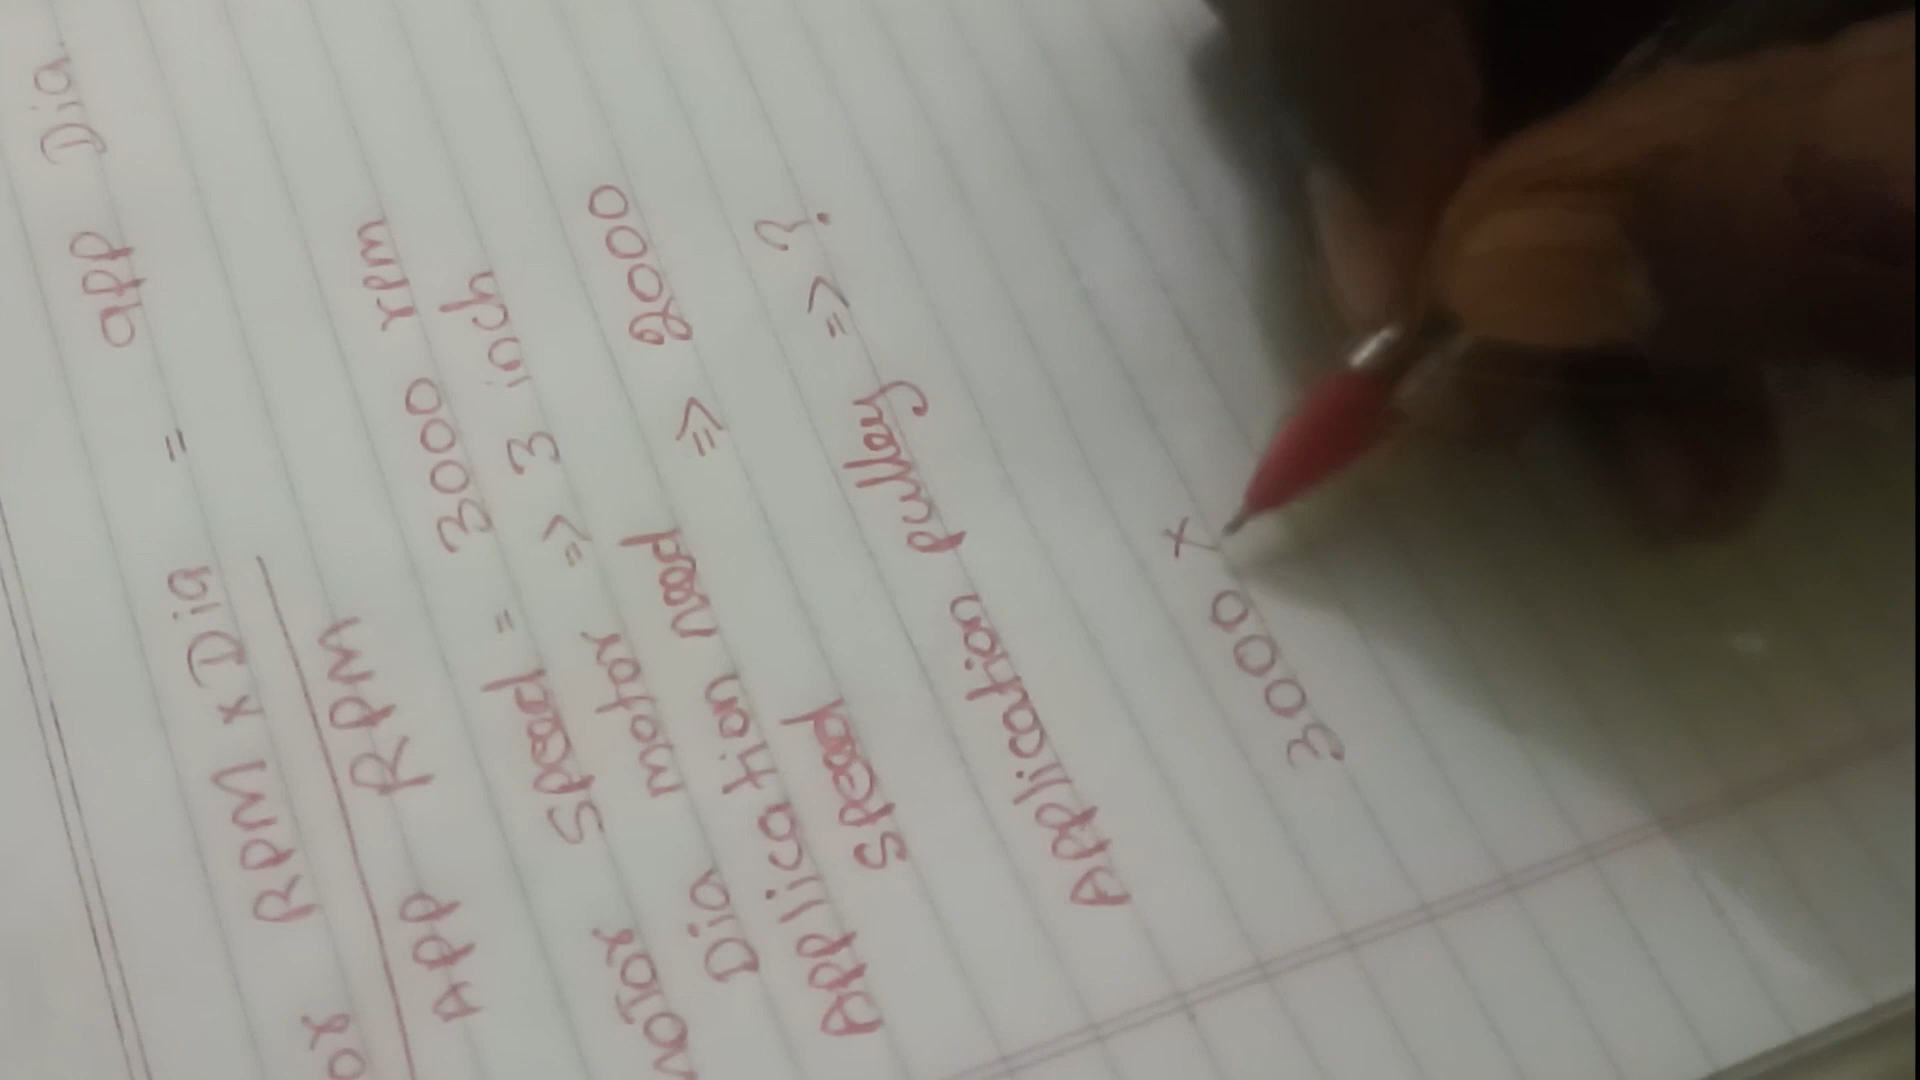 RPM x Dia = app Dia
APP RPM
Speed = 3000 rpm
Dia motor => 3 inch
Application need => 2000
speed
Application pulley => ?
3000 x